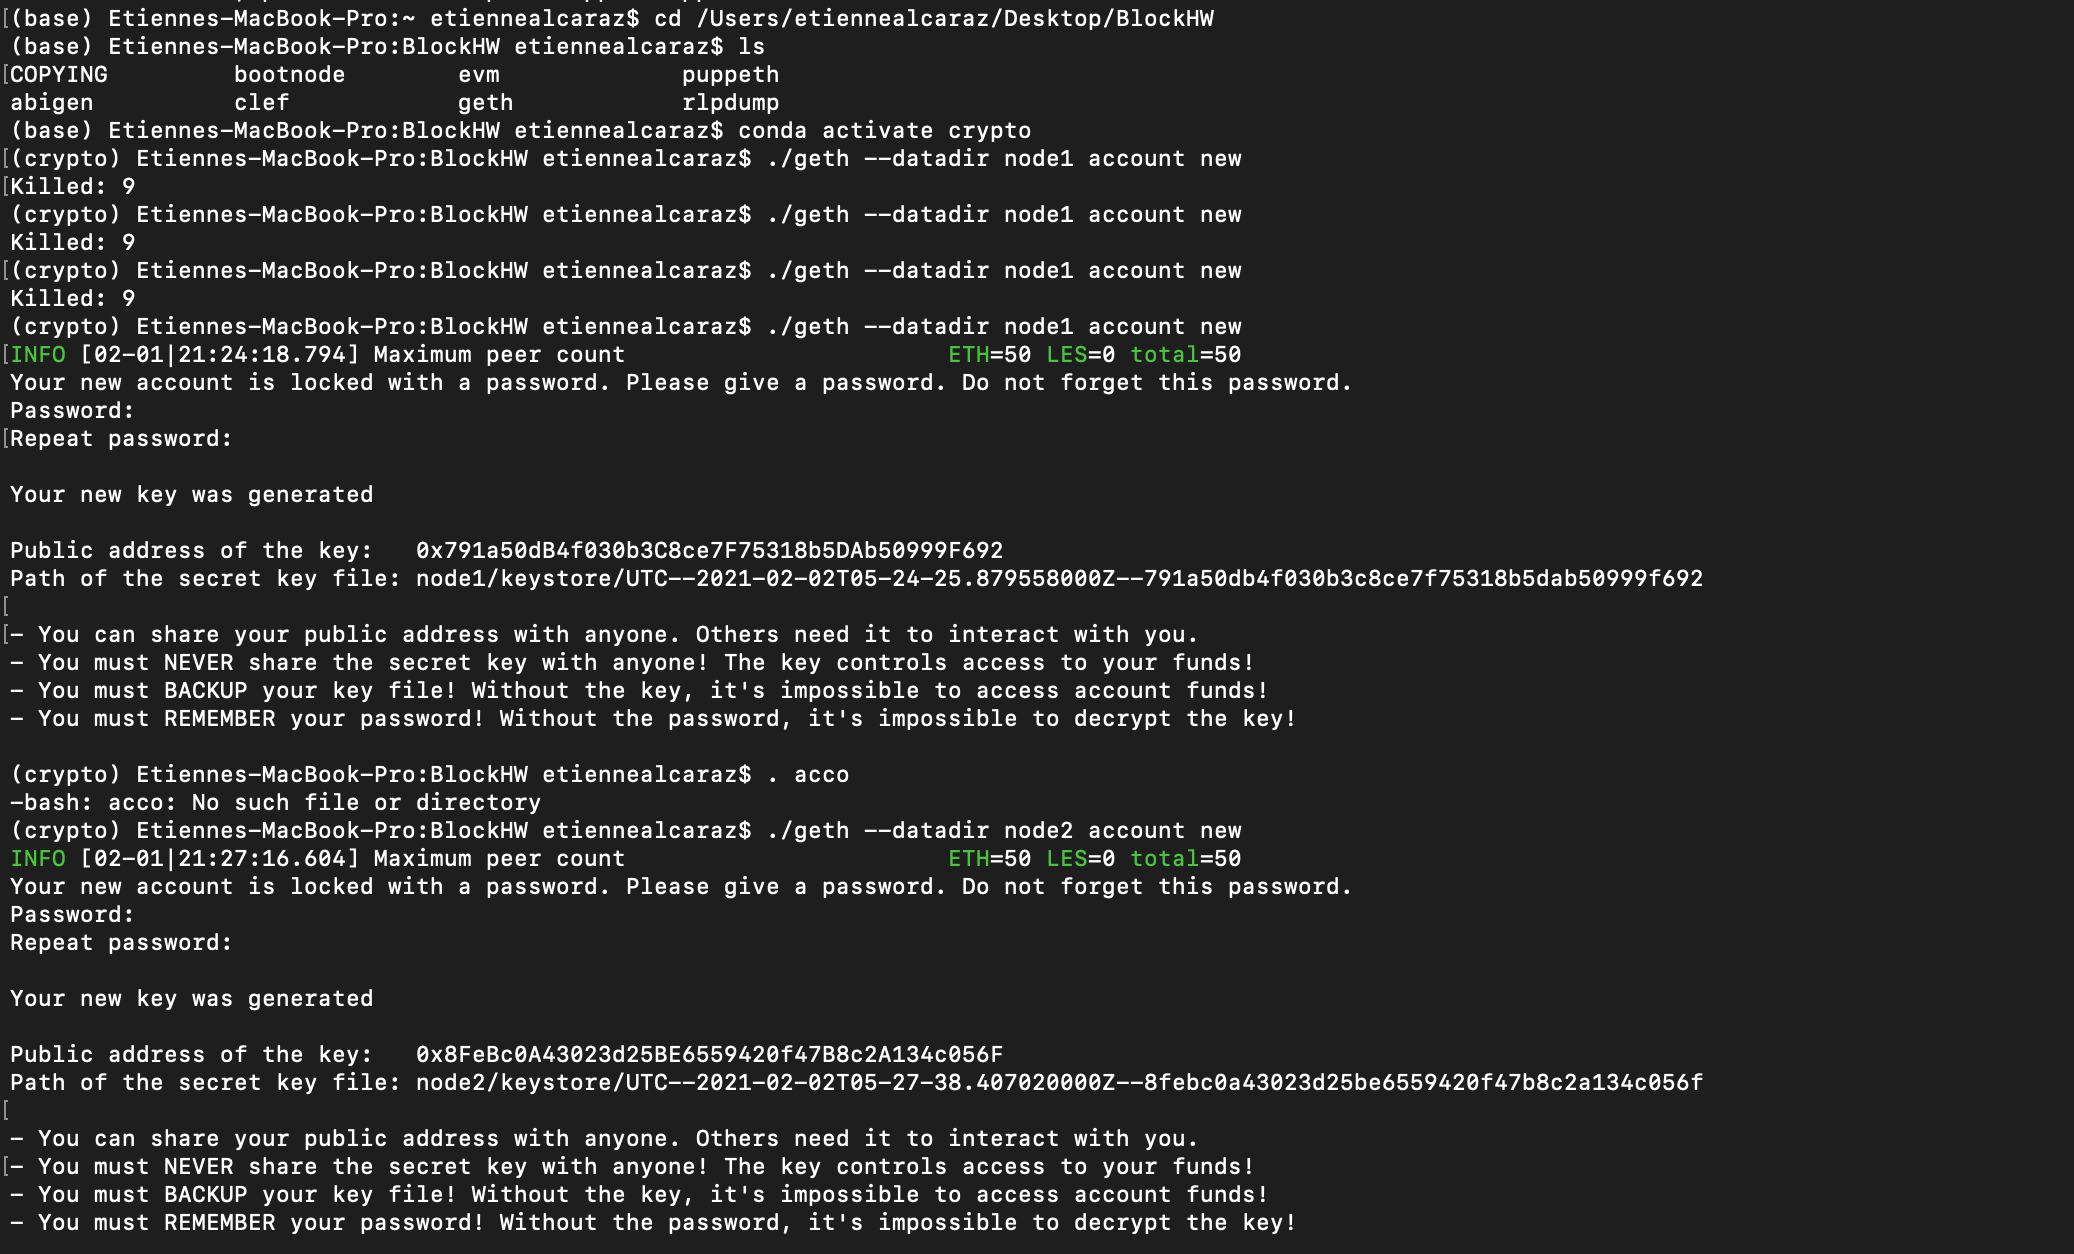 [(base) Etiennes-MacBook-Pro:~ etiennealcaraz$ cd /Users/etiennealcaraz/Desktop/BlockHW
(base) Etiennes-MacBook-Pro:BlockHW etiennealcaraz$ ls
[COPYING         bootnode        evm             puppeth
abigen          clef            geth            rlpdump
(base) Etiennes-MacBook-Pro:BlockHW etiennealcaraz$ conda activate crypto
[(crypto) Etiennes-MacBook-Pro:BlockHW etiennealcaraz$ ./geth --datadir node1 account new
[Killed: 9
(crypto) Etiennes-MacBook-Pro:BlockHW etiennealcaraz$ ./geth --datadir node1 account new
Killed: 9
[(crypto) Etiennes-MacBook-Pro:BlockHW etiennealcaraz$ ./geth --datadir node1 account new
Killed: 9
(crypto) Etiennes-MacBook-Pro:BlockHW etiennealcaraz$ ./geth --datadir node1 account new
[INFO [02-01|21:24:18.794] Maximum peer count                       ETH=50 LES=0 total=50
Your new account is locked with a password. Please give a password. Do not forget this password.
Password:
[Repeat password:
Your new key was generated
Public address of the key:   0x791a50dB4f030b3C8ce7F75318b5DAb50999F692
Path of the secret key file: node1/keystore/UTC--2021-02-02T05-24-25.879558000Z--791a50db4f030b3c8ce7f75318b5dab50999f692
[
[- You can share your public address with anyone. Others need it to interact with you.
- You must NEVER share the secret key with anyone! The key controls access to your funds!
- You must BACKUP your key file! Without the key, it's impossible to access account funds!
- You must REMEMBER your password! Without the password, it's impossible to decrypt the key!
(crypto) Etiennes-MacBook-Pro:BlockHW etiennealcaraz$ . acco
-bash: acco: No such file or directory
(crypto) Etiennes-MacBook-Pro:BlockHW etiennealcaraz$ ./geth --datadir node2 account new
INFO [02-01|21:27:16.604] Maximum peer count                       ETH=50 LES=0 total=50
Your new account is locked with a password. Please give a password. Do not forget this password.
Password:
Repeat password:
Your new key was generated
Public address of the key:   0x8FeBc0A43023d25BE6559420f47B8c2A134c056F
Path of the secret key file: node2/keystore/UTC--2021-02-02T05-27-38.407020000Z--8febc0a43023d25be6559420f47b8c2a134c056f
[
- You can share your public address with anyone. Others need it to interact with you.
[- You must NEVER share the secret key with anyone! The key controls access to your funds!
- You must BACKUP your key file! Without the key, it's impossible to access account funds!
- You must REMEMBER your password! Without the password, it's impossible to decrypt the key!